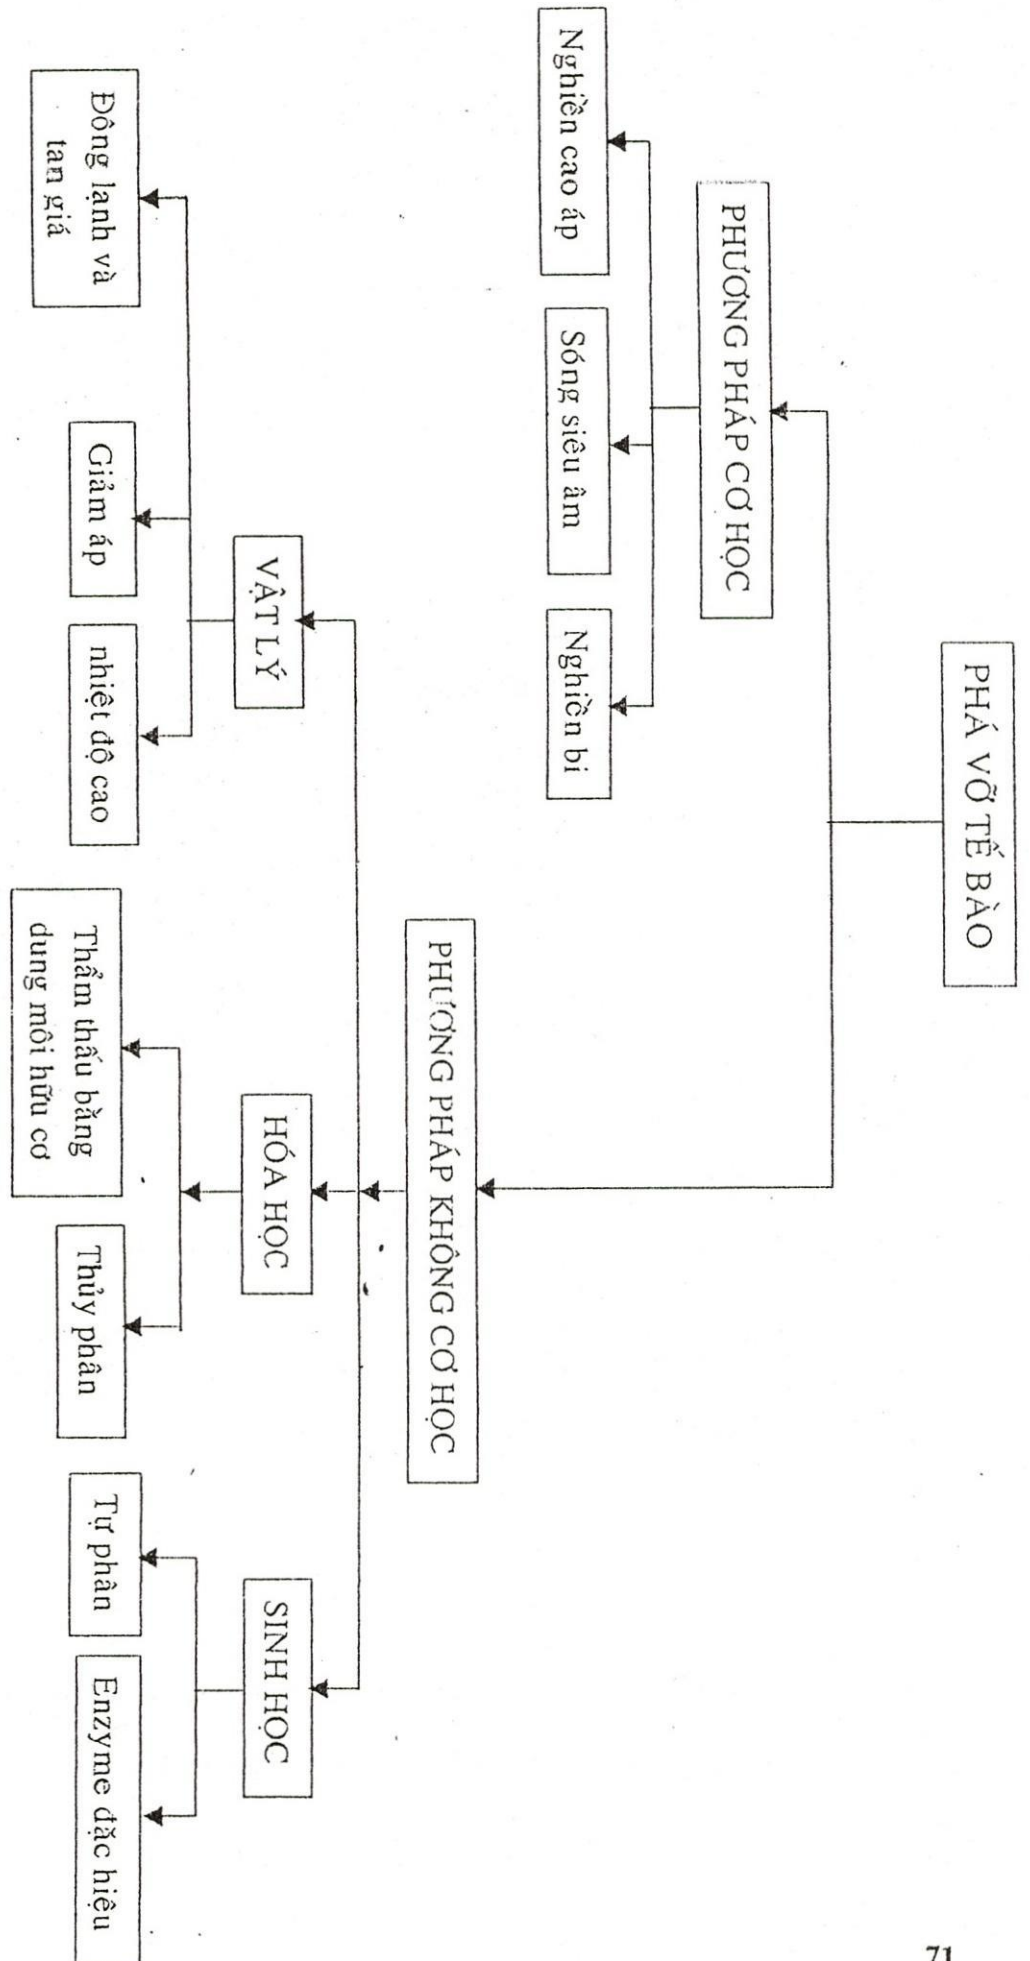 PHÁ VỠ TẾ BÀO
PHƯƠNG PHÁP CƠ HỌC
Nghiền cao áp
Sóng siêu âm
Nghiền bi
PHƯƠNG PHÁP KHÔNG CƠ HỌC
VẬT LÝ
HÓA HỌC
SINH HỌC
Đông lạnh và
tan giá
Giảm áp
nhiệt độ cao
Thẩm thấu bằng
dung môi hữu cơ
Thủy phân
Tự phân
Enzyme đặc hiệu
71